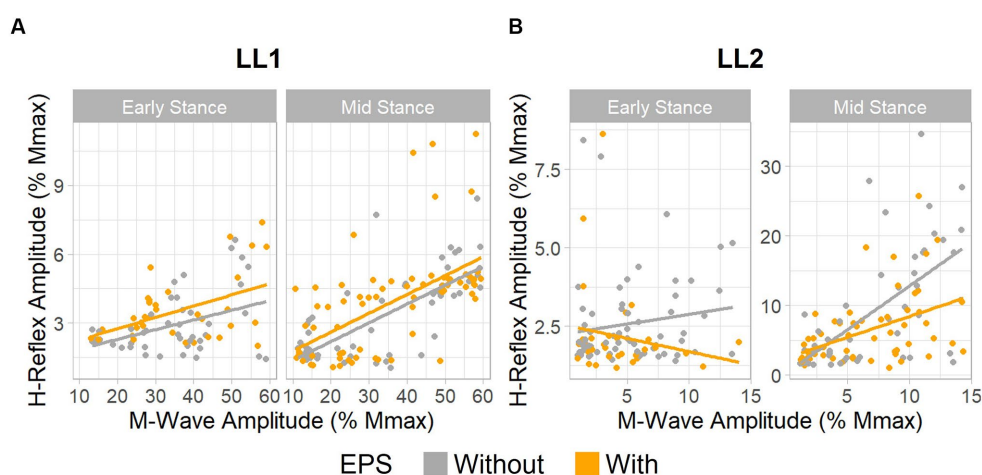 A
LL1
Early Stance
Mid Stance
H-Reflex Amplitude (% Mmax)
9
6
3
10 20 30 40 50 60
10 20 30 40 50 60
M-Wave Amplitude (% Mmax)
B
LL2
Early Stance
Mid Stance
H-Reflex Amplitude (% Mmax)
7.5
5.0
2.5
30
20
10
0
5 10 15
5 10 15
M-Wave Amplitude (% Mmax)
EPS Without With